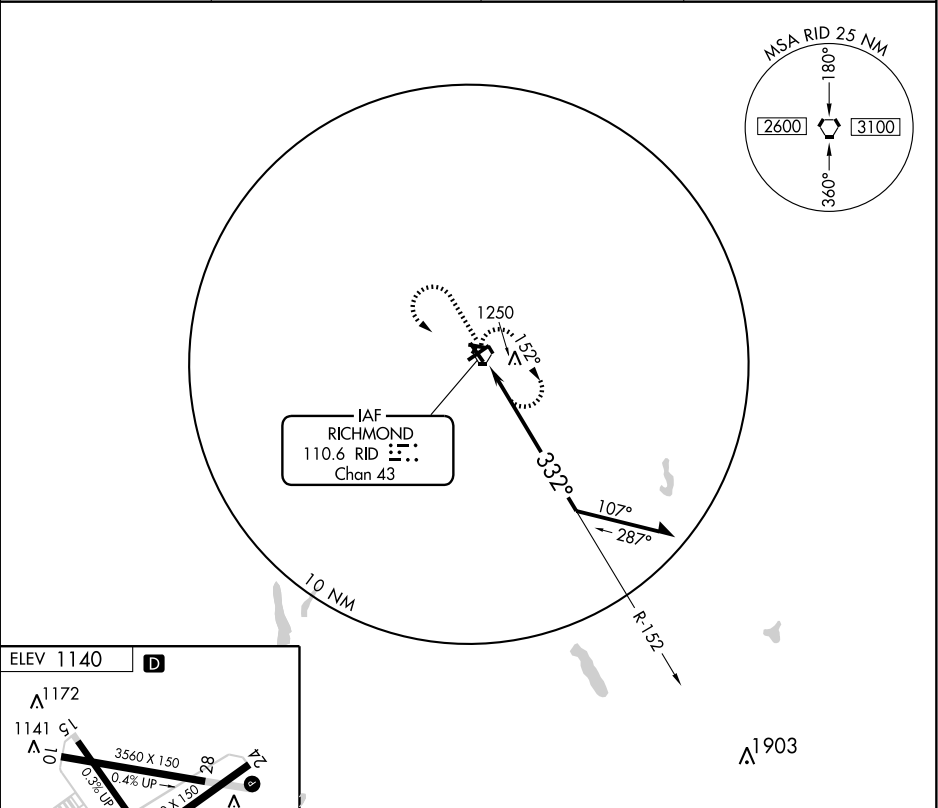 MSA RID 25 NM
180°
2600
3100
360°
1250
152°
IAF
RICHMOND
110.6 RID
Chan 43
332°
107°
287°
10 NM
R-152
ELEV 1140
D
1172
1141
15
10
3560 X 150
28
24
0.3% UP
0.4% UP
X 150
P
1903